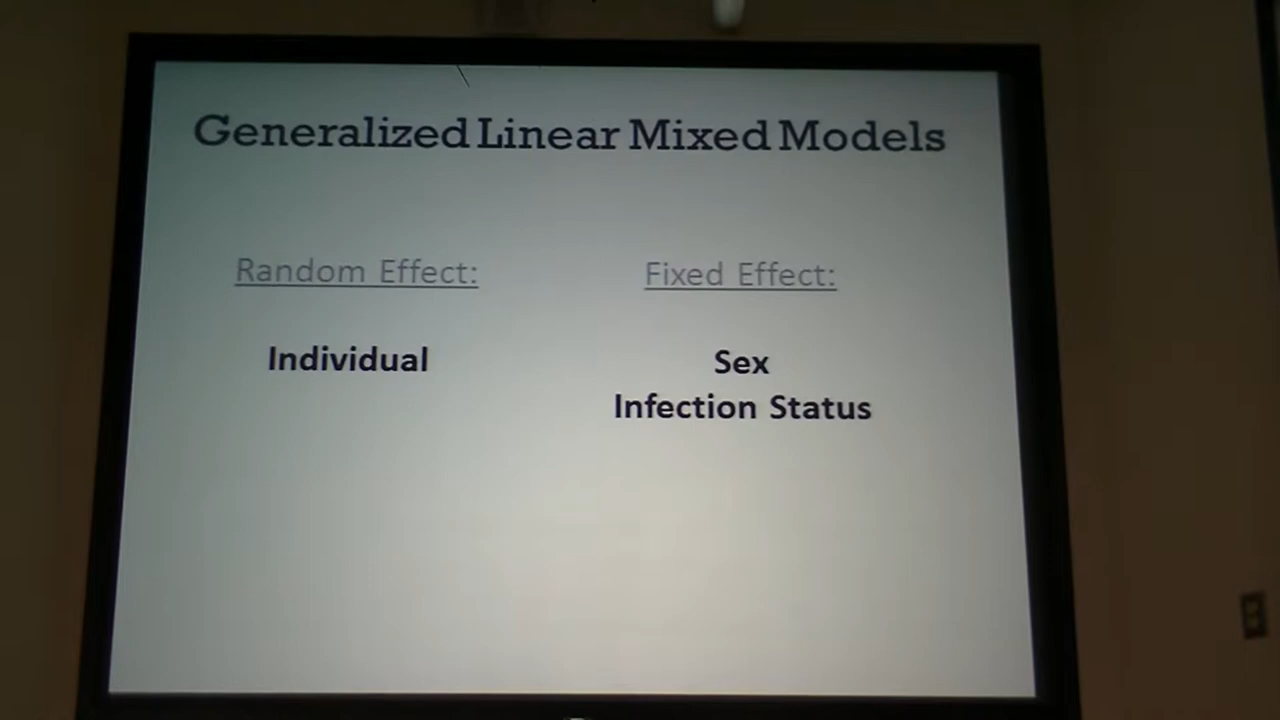 Generalized Linear Mixed Models
Random Effect:
Individual
Fixed Effect:
Sex
Infection Status